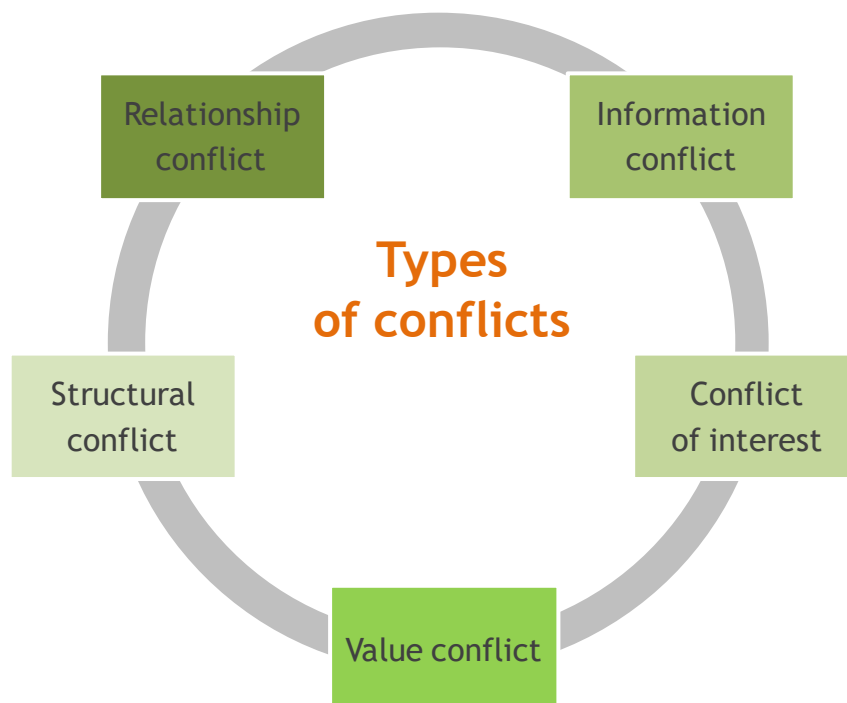 Relationship
conflict
Information
conflict
Types
of conflicts
Structural
conflict
Conflict
of interest
Value conflict